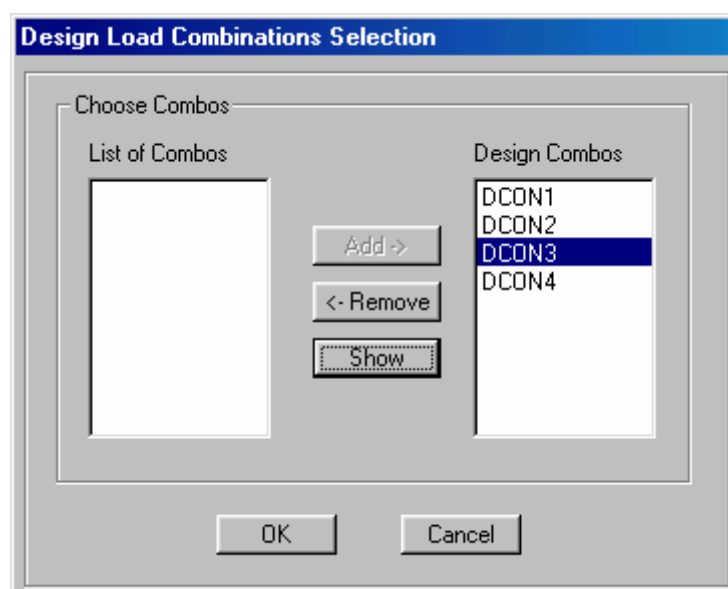 Design Load Combinations Selection
Choose Combos
List of Combos
Design Combos
DCON1
DCON2
DCON3
DCON4
Add ->
<- Remove
Show
OK
Cancel